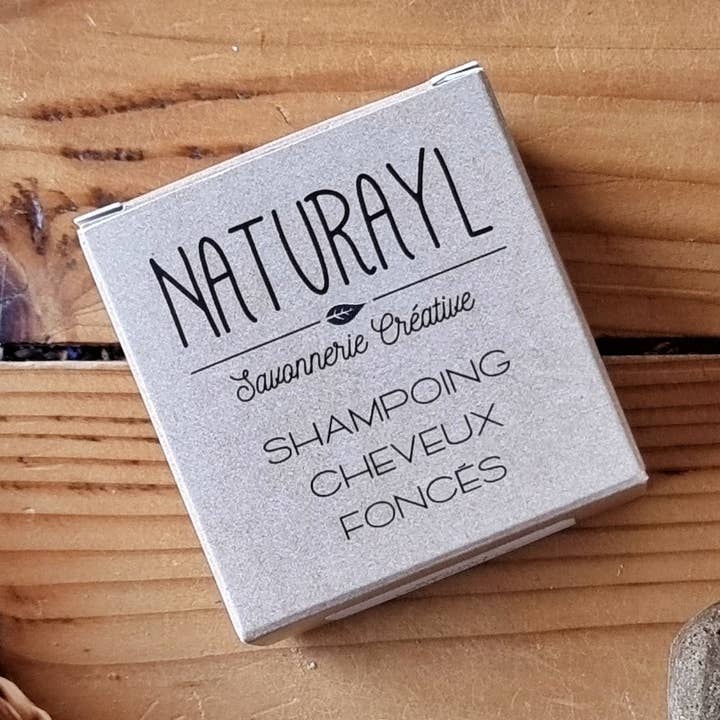 NATURAYL
Savonnerie Créative
SHAMPOING
CHEVEUX
FONCÉS